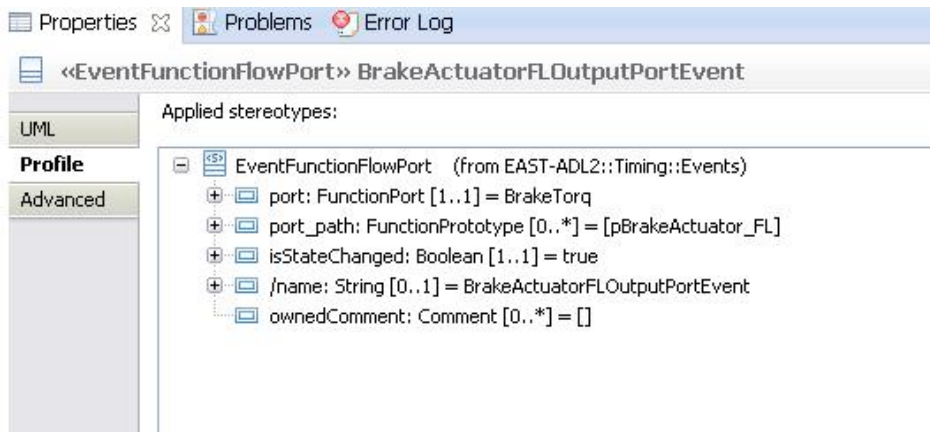 Properties Problems Error Log
«EventFunctionFlowPort» BrakeActuatorFLOutputPortEvent
Applied stereotypes:
UML
Profile
Advanced
EventFunctionFlowPort (from EAST-ADL2::Timing::Events)
port: FunctionPort [1..1] = BrakeTorq
port_path: FunctionPrototype [0..*] = [pBrakeActuator_FL]
isStateChanged: Boolean [1..1] = true
/name: String [0..1] = BrakeActuatorFLOutputPortEvent
ownedComment: Comment [0..*] = []